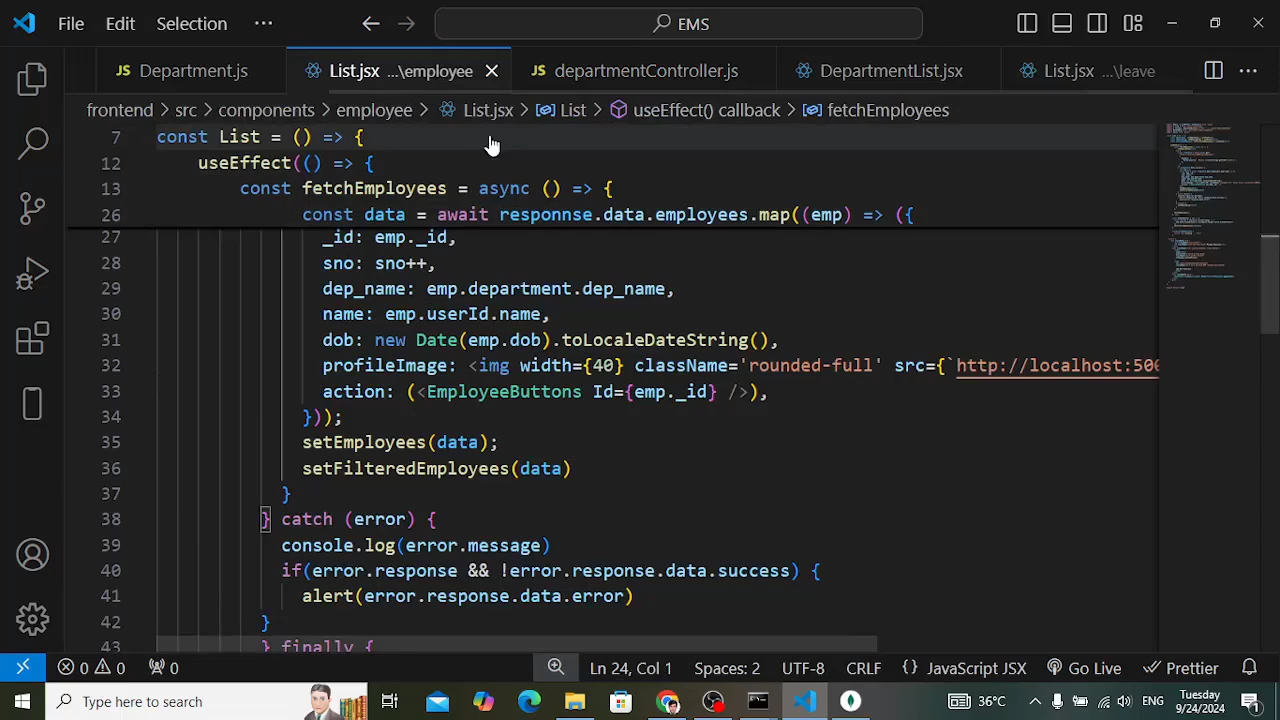 File Edit Selection ··· EMS
Department.js List.jsx ...\employee departmentController.js DepartmentList.jsx List.jsx ...\leave
frontend > src > components > employee > List.jsx > List > useEffect() callback > fetchEmployees
7 const List = () => {
12 useEffect(() => {
13 const fetchEmployees = async () => {
26 const data = await responnse.data.employees.map((emp) => ({
27 _id: emp._id,
28 sno: sno++,
29 dep_name: emp.department.dep_name,
30 name: emp.userId.name,
31 dob: new Date(emp.dob).toLocaleDateString(),
32 profileImage: <img width={40} className='rounded-full' src={`http://localhost:500
33 action: (<EmployeeButtons Id={emp._id} />),
34 }));
35 setEmployees(data);
36 setFilteredEmployees(data)
37 }
38 } catch (error) {
39 console.log(error.message)
40 if(error.response && !error.response.data.success) {
41 alert(error.response.data.error)
42 }
43 } finally {
0 0 0 Ln 24, Col 1 Spaces: 2 UTF-8 CRLF {} JavaScript JSX Go Live Prettier
Type here to search 36°C ENG Tuesday 9/24/2024 1